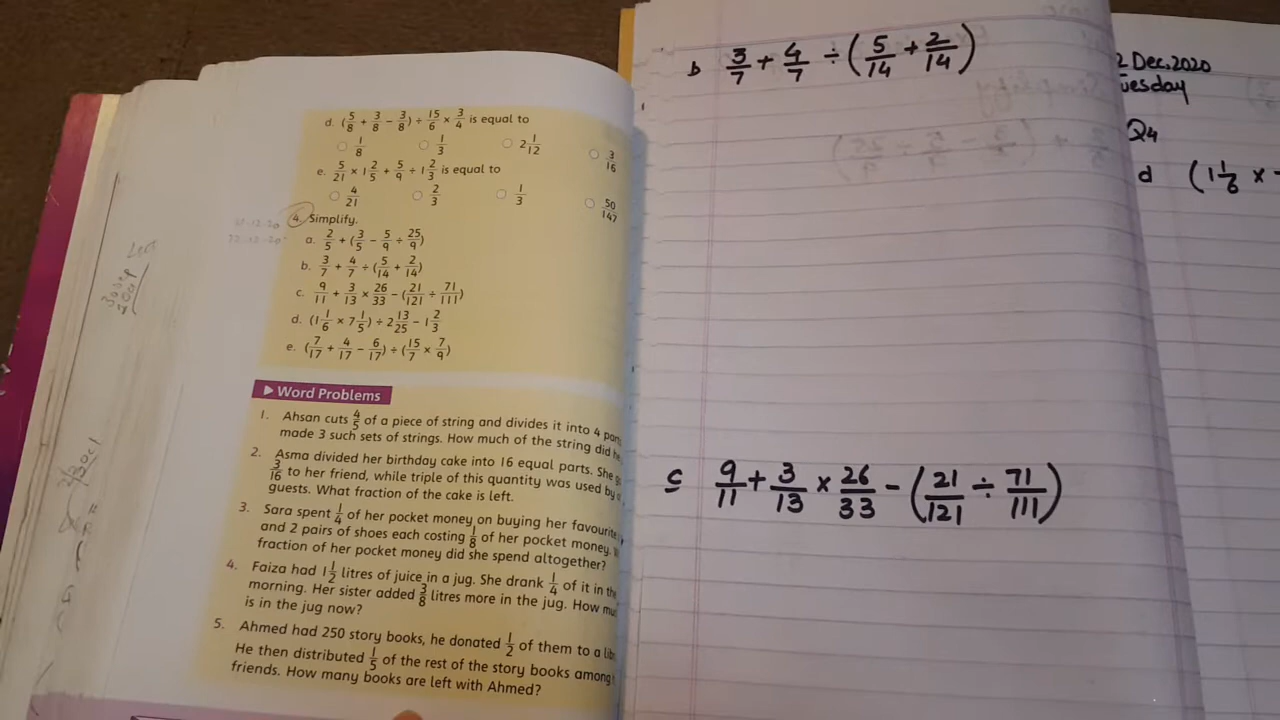 d. (5/8 + 3/8 − 3/8) ÷ 15/6 × 3/4 is equal to
1/8 1/3 2 1/12 3/16
e. 5/21 × 1 2/5 + 5/9 ÷ 1 2/3 is equal to
4/21 2/3 1/3 50/147
4. Simplify.
a. 2/5 + (3/5 − 5/9 ÷ 25/9)
b. 3/7 + 4/7 ÷ (5/14 + 2/14)
c. 9/11 + 3/13 × 26/33 − (21/121 ÷ 71/111)
d. (1 1/6 × 7 1/5) ÷ 2 13/25 − 1 2/3
e. (7/17 + 4/17 − 6/17) ÷ (15/7 × 7/9)
▶ Word Problems
1. Ahsan cuts 4/5 of a piece of string and divides it into 4
made 3 such sets of strings. How much of the string did
2. Asma divided her birthday cake into 16 equal parts. She
3/16 to her friend, while triple of this quantity was used by
guests. What fraction of the cake is left.
3. Sara spent 1/4 of her pocket money on buying her favourite
and 2 pairs of shoes each costing 1/8 of her pocket money.
fraction of her pocket money did she spend altogether?
4. Faiza had 1 1/2 litres of juice in a jug. She drank 1/4 of it in the
morning. Her sister added 3/8 litres more in the jug. How
is in the jug now?
5. Ahmed had 250 story books, he donated 1/2 of them to a
He then distributed 1/5 of the rest of the story books among
friends. How many books are left with Ahmed?
b 3/7 + 4/7 ÷ (5/14 + 2/14)
c 9/11 + 3/13 × 26/33 − (21/121 ÷ 71/111)
2 Dec.2020
uesday
Q4
d (1 1/6 ×